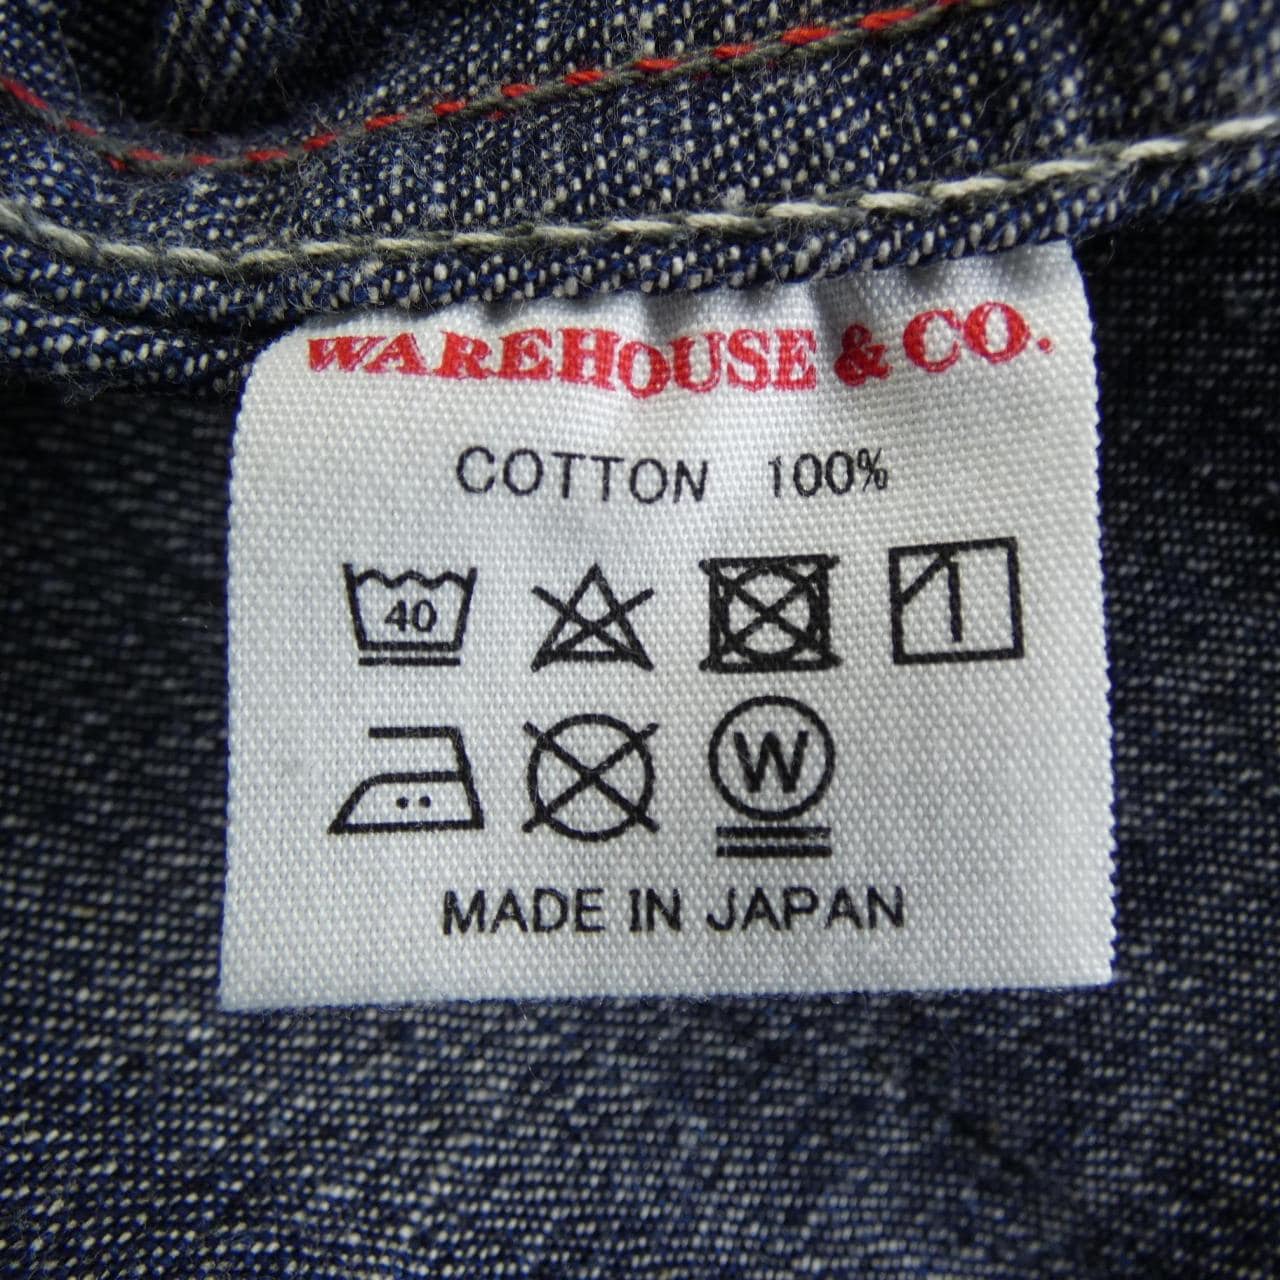 WAREHOUSE & CO.
COTTON 100%
40
W
MADE IN JAPAN